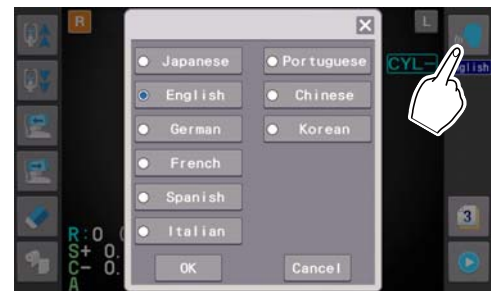 R
L
Japanese
Portuguese
CYL-
glish
English
Chinese
German
Korean
French
Spanish
Italian
3
R:0
S+ 0.
C- 0.
A
OK
Cancel